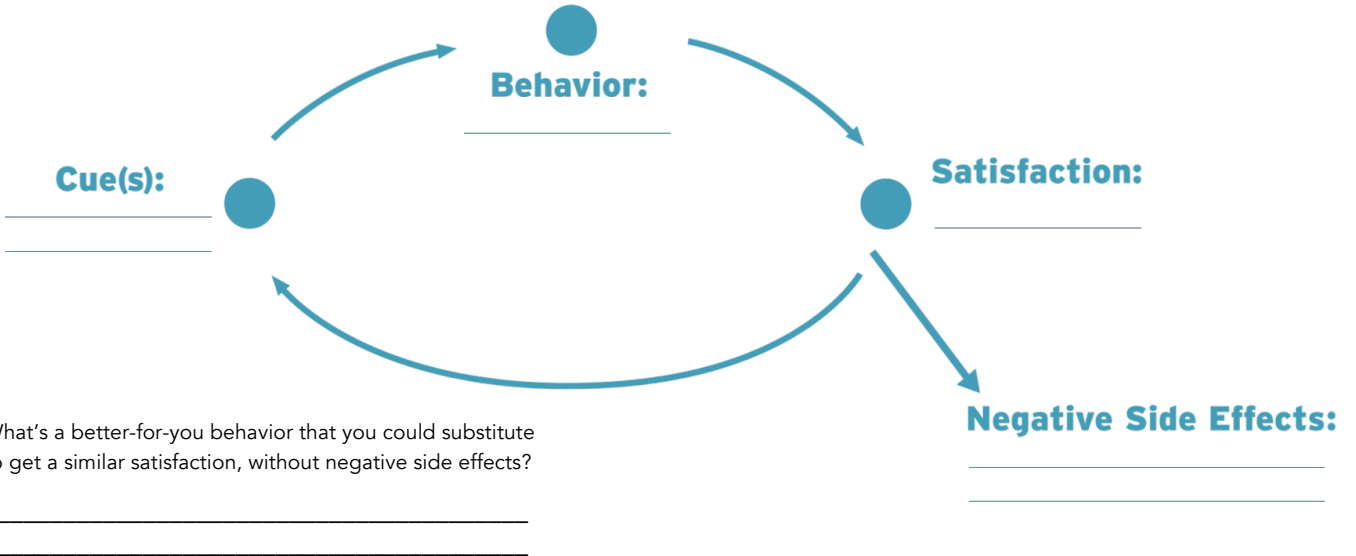 Behavior:
Cue(s):
Satisfaction:
Negative Side Effects:
hat's a better-for-you behavior that you could substitute
get a similar satisfaction, without negative side effects?